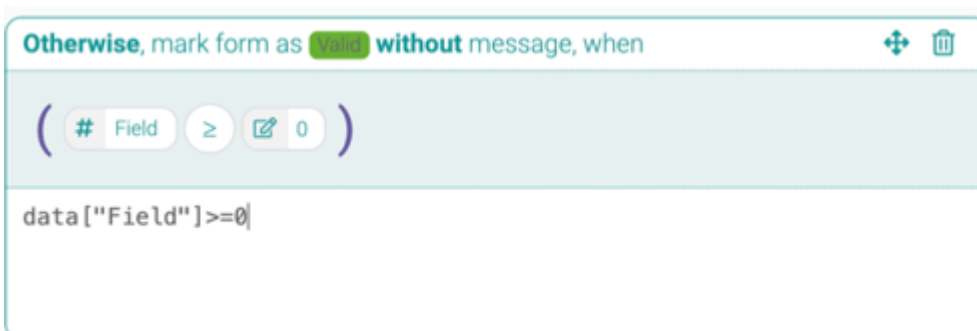 Otherwise, mark form as Valid without message, when
( # Field ≥ 0 )
data["Field"]>=0